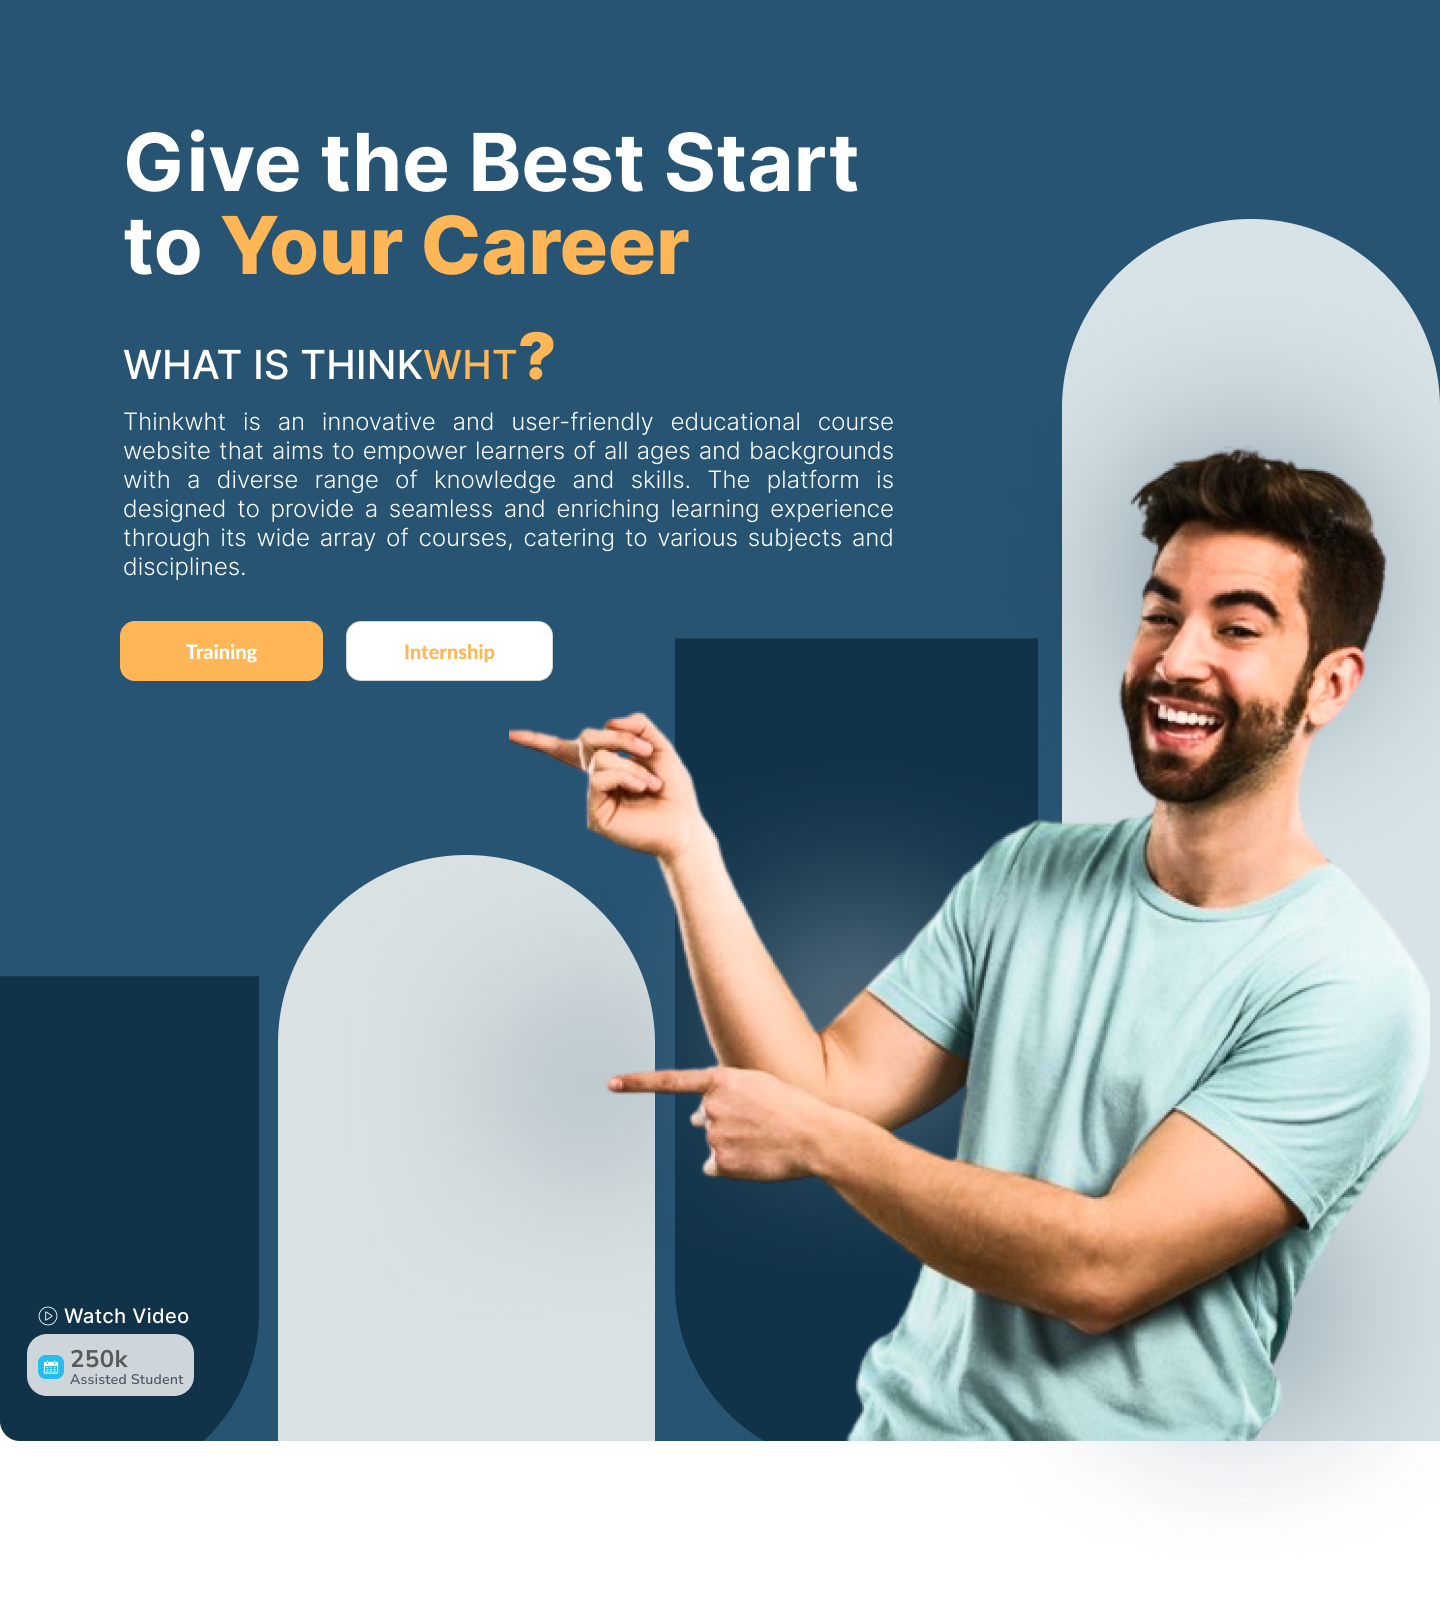 Give the Best Start
to Your Career
WHAT IS THINKWHT?
Thinkwht is an innovative and user-friendly educational course
website that aims to empower learners of all ages and backgrounds
with a diverse range of knowledge and skills. The platform is
designed to provide a seamless and enriching learning experience
through its wide array of courses, catering to various subjects and
disciplines.
Training
Internship
Watch Video
250k
Assisted Student